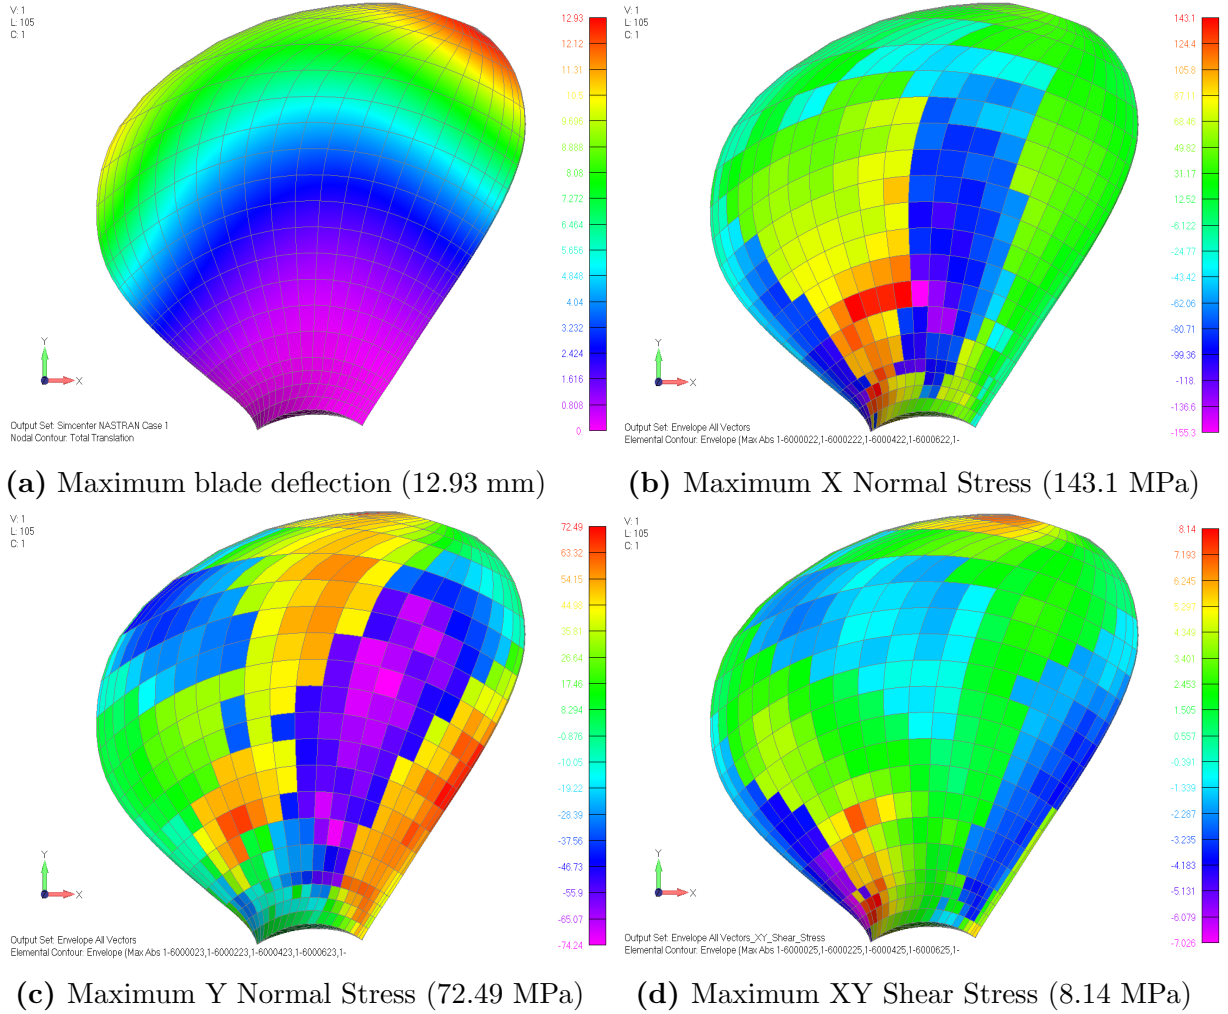 V: 1
L: 105
C: 1
12.93
12.12
11.31
10.5
9.696
8.888
8.08
7.272
6.464
5.656
4.848
4.04
3.232
2.424
1.616
0.808
0.
Y
X
Output Set: Simcenter NASTRAN Case 1
Nodal Contour: Total Translation
(a) Maximum blade deflection (12.93 mm)
V: 1
L: 105
C: 1
143.1
124.4
105.8
87.11
68.46
49.82
31.17
12.52
-6.122
-24.77
-43.42
-62.06
-80.71
-99.36
-118.
-136.6
-155.3
Y
X
Output Set: Envelope All Vectors
Elemental Contour: Envelope (Max Abs 1-6000022,1-6000222,1-6000422,1-6000622,1-
(b) Maximum X Normal Stress (143.1 MPa)
V: 1
L: 105
C: 1
72.49
63.32
54.15
44.98
35.81
26.64
17.46
8.294
-0.876
-10.05
-19.22
-28.39
-37.56
-46.73
-55.9
-65.07
-74.24
Y
X
Output Set: Envelope All Vectors
Elemental Contour: Envelope (Max Abs 1-6000023,1-6000223,1-6000423,1-6000623,1-
(c) Maximum Y Normal Stress (72.49 MPa)
V: 1
L: 105
C: 1
8.14
7.193
6.245
5.297
4.349
3.401
2.453
1.505
0.557
-0.391
-1.339
-2.287
-3.235
-4.183
-5.131
-6.079
-7.026
Y
X
Output Set: Envelope All Vectors_XY_Shear_Stress
Elemental Contour: Envelope (Max Abs 1-6000025,1-6000225,1-6000425,1-6000625,1-
(d) Maximum XY Shear Stress (8.14 MPa)